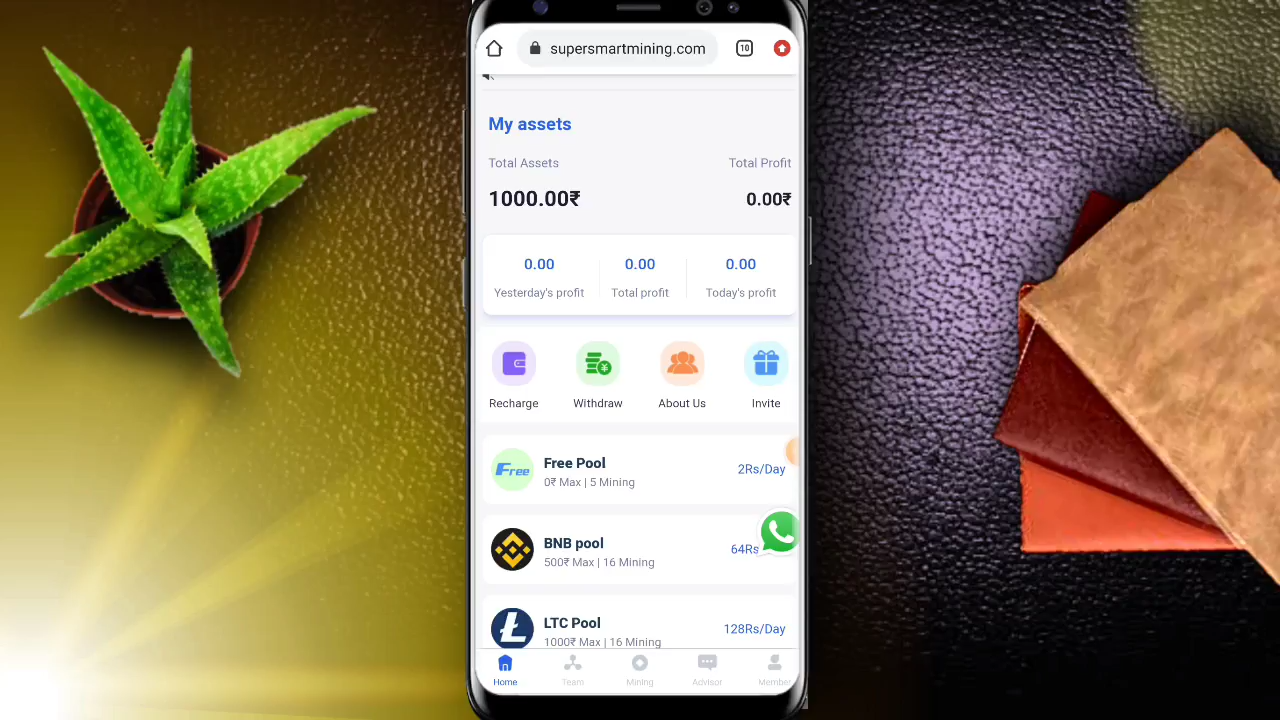 supersmartmining.com
10
My assets
Total Assets
Total Profit
1000.00₹
0.00₹
0.00
0.00
0.00
Yesterday's profit
Total profit
Today's profit
Recharge
Withdraw
About Us
Invite
Free
Free Pool
2Rs/Day
0₹ Max | 5 Mining
BNB pool
64Rs
500₹ Max | 16 Mining
LTC Pool
128Rs/Day
1000₹ Max | 16 Mining
Home
Team
Mining
Advisor
Member